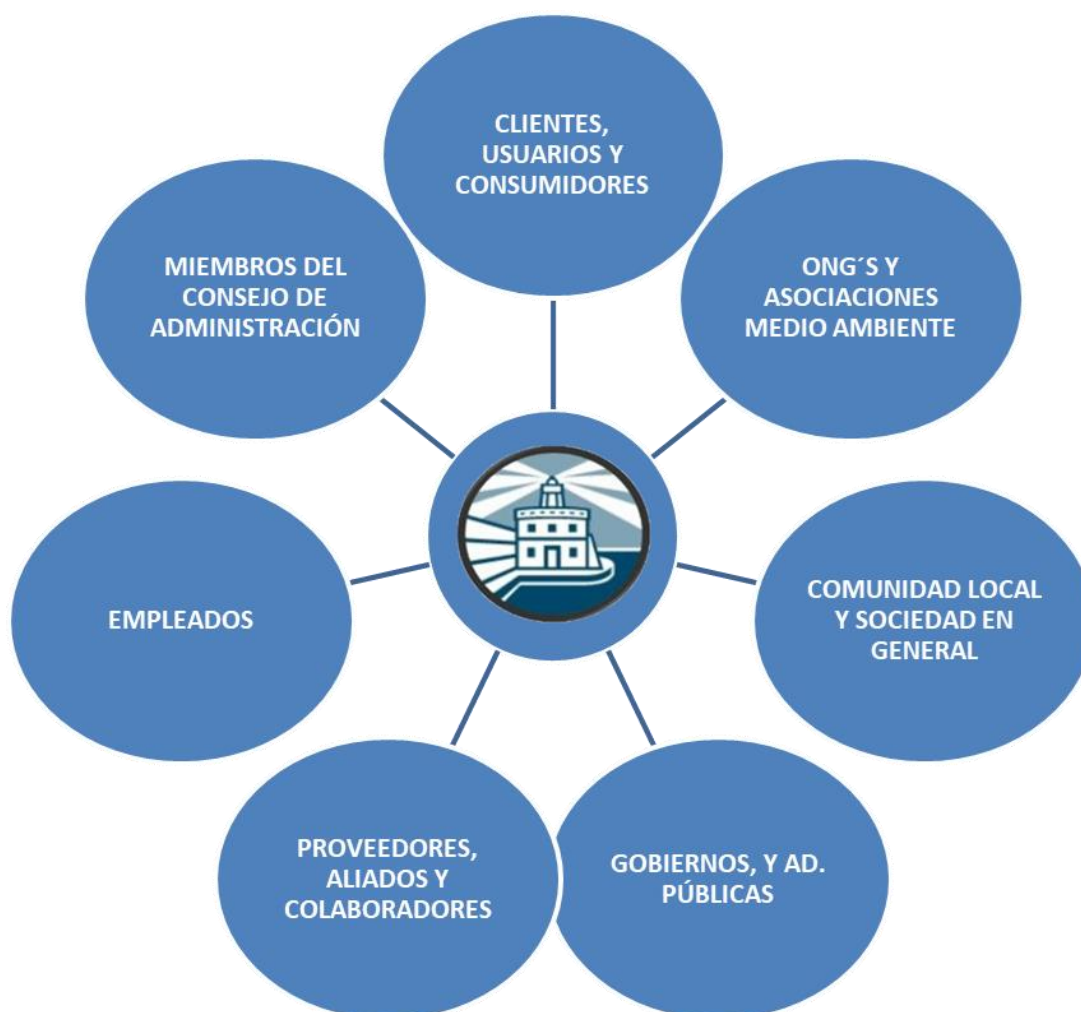 CLIENTES,
USUARIOS Y
CONSUMIDORES
ONG´S Y
ASOCIACIONES
MEDIO AMBIENTE
COMUNIDAD LOCAL
Y SOCIEDAD EN
GENERAL
GOBIERNOS, Y AD.
PÚBLICAS
PROVEEDORES,
ALIADOS Y
COLABORADORES
EMPLEADOS
MIEMBROS DEL
CONSEJO DE
ADMINISTRACIÓN